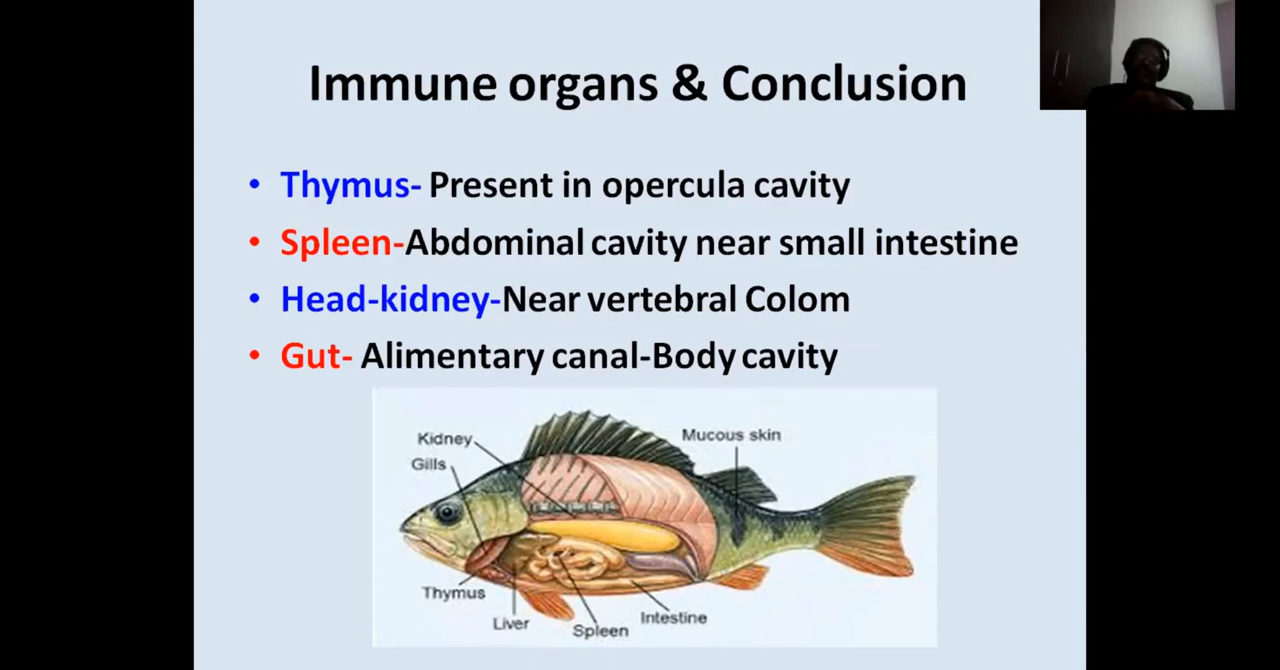 Immune organs & Conclusion
• Thymus- Present in opercula cavity
• Spleen-Abdominal cavity near small intestine
• Head-kidney-Near vertebral Colom
• Gut- Alimentary canal-Body cavity
Kidney
Mucous skin
Gills
Thymus
Liver
Spleen
Intestine